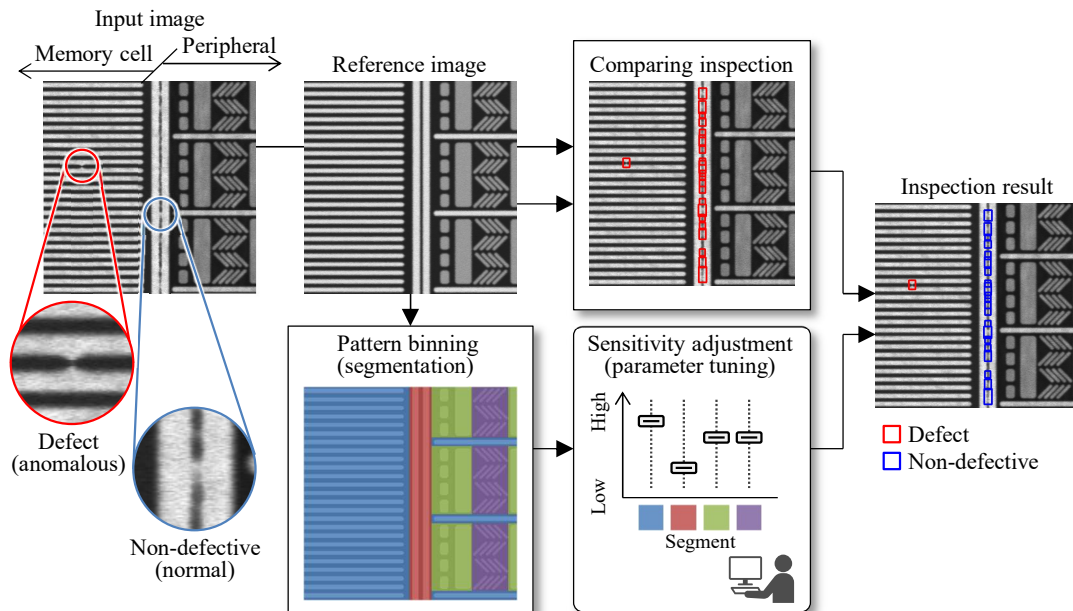 Input image
Memory cell
Peripheral
Reference image
Comparing inspection
Inspection result
Defect
(anomalous)
Non-defective
(normal)
Pattern binning
(segmentation)
Sensitivity adjustment
(parameter tuning)
High
Low
Segment
Defect
Non-defective